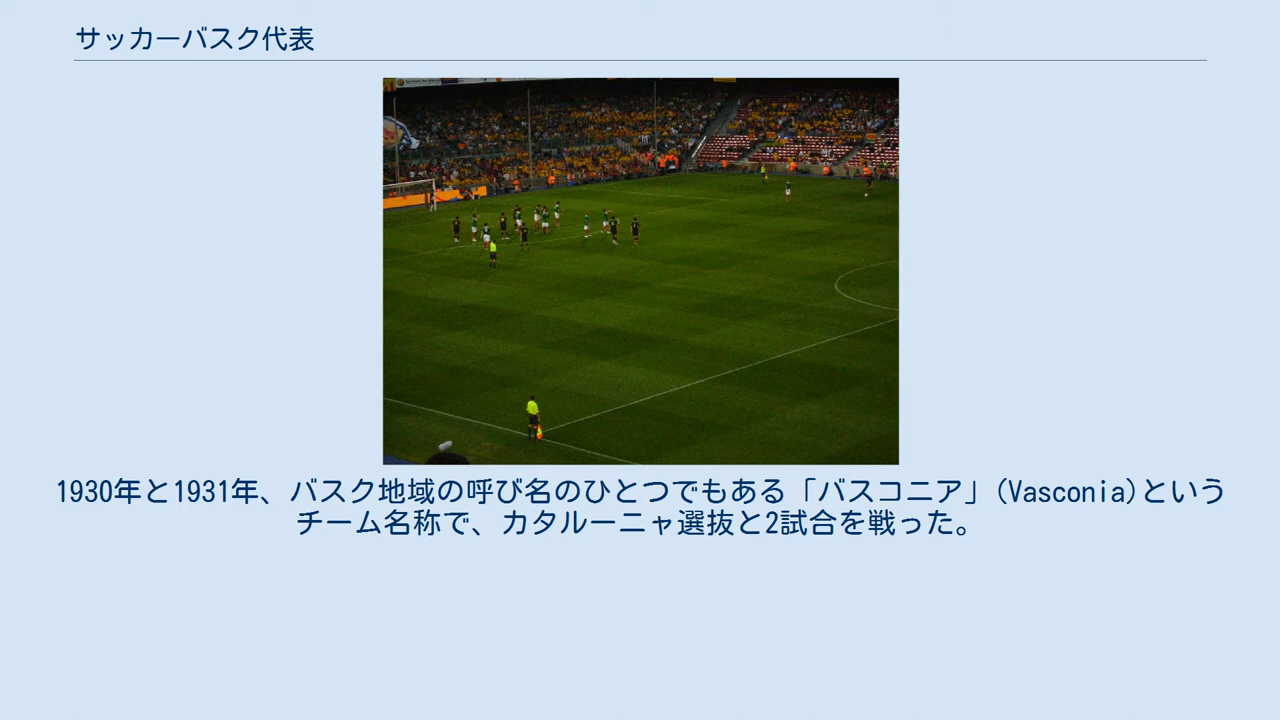 サッカーバスク代表
1930年と1931年、バスク地域の呼び名のひとつでもある「バスコニア」(Vasconia)という
チーム名称で、カタルーニャ選抜と2試合を戦った。